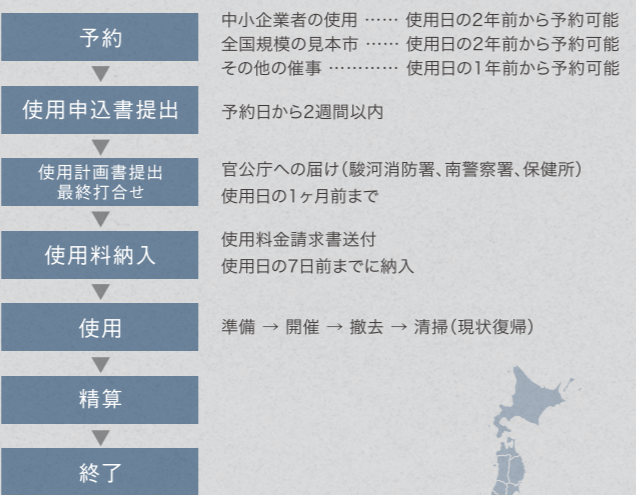 予約
中小企業者の使用 …… 使用日の2年前から予約可能
全国規模の見本市 …… 使用日の2年前から予約可能
その他の催事 ………… 使用日の1年前から予約可能
使用申込書提出
予約日から2週間以内
使用計画書提出
最終打合せ
官公庁への届け(駿河消防署、南警察署、保健所)
使用日の1ヶ月前まで
使用料納入
使用料金請求書送付
使用日の7日前までに納入
使用
準備 → 開催 → 撤去 → 清掃(現状復帰)
精算
終了